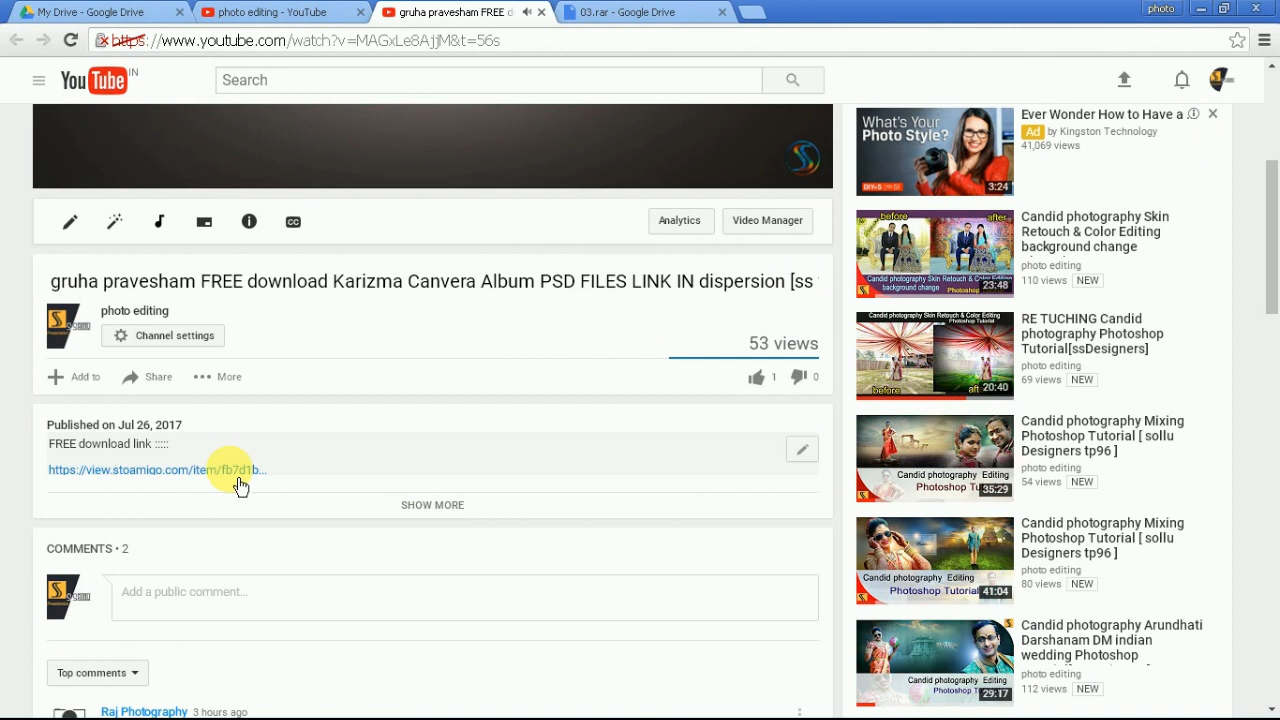 My Drive - Google Drive
photo editing - YouTube
gruha pravesham FREE d
03.rar - Google Drive
photo
https://www.youtube.com/watch?v=MAGxLe8AjjM&t=56s
YouTube IN
Search
What's Your
Photo Style?
3:24
Ever Wonder How to Have a
Ad by Kingston Technology
41,069 views
Analytics
Video Manager
before
after
Candid photography Skin Retouch & Color Editing
background change
23:48
Candid photography Skin
Retouch & Color Editing
background change
photo editing
110 views NEW
gruha pravesham FREE download Karizma Canvera Album PSD FILES LINK IN dispersion [ss
photo editing
Channel settings
53 views
Add to
Share
More
1
0
Candid photography Skin Retouch & Color Editing
Photoshop Tutorial
before
20:40
RE TUCHING Candid
photography Photoshop
Tutorial[ssDesigners]
photo editing
69 views NEW
Published on Jul 26, 2017
FREE download link :::::
https://view.stoamigo.com/item/fb7d1b...
SHOW MORE
Candid photography Editing
35:29
Candid photography Mixing
Photoshop Tutorial [ sollu
Designers tp96 ]
photo editing
54 views NEW
COMMENTS • 2
Add a public comment...
Candid photography Editing
Photoshop Tutorial
41:04
Candid photography Mixing
Photoshop Tutorial [ sollu
Designers tp96 ]
photo editing
80 views NEW
Top comments
Raj Photography 3 hours ago
Candid photography Editing
29:17
Candid photography Arundhati
Darshanam DM indian
wedding Photoshop
photo editing
112 views NEW